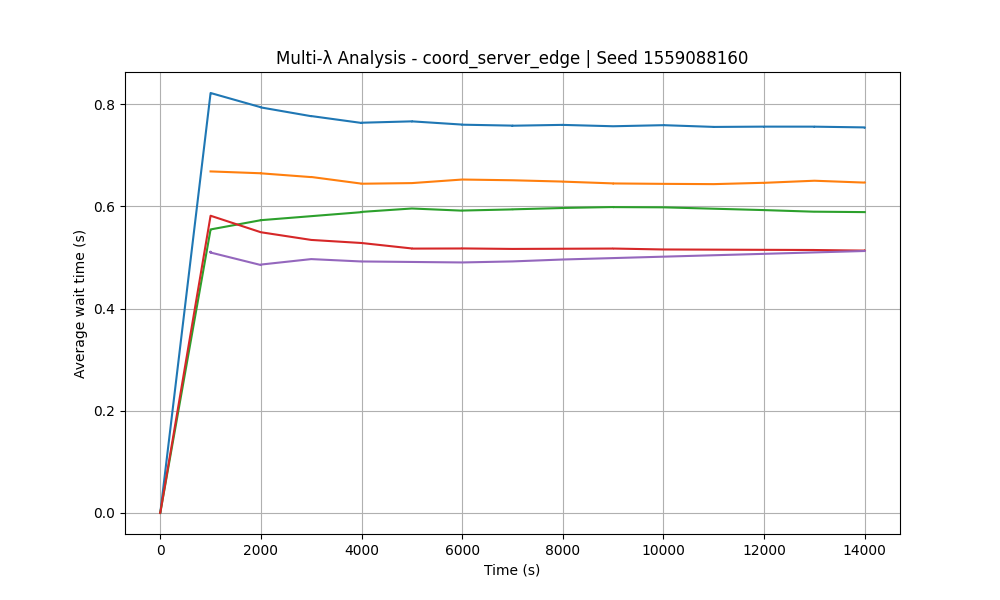 Multi-λ Analysis - coord_server_edge | Seed 1559088160
Average wait time (s)
0.8
0.6
0.4
0.2
0.0
0 2000 4000 6000 8000 10000 12000 14000
Time (s)